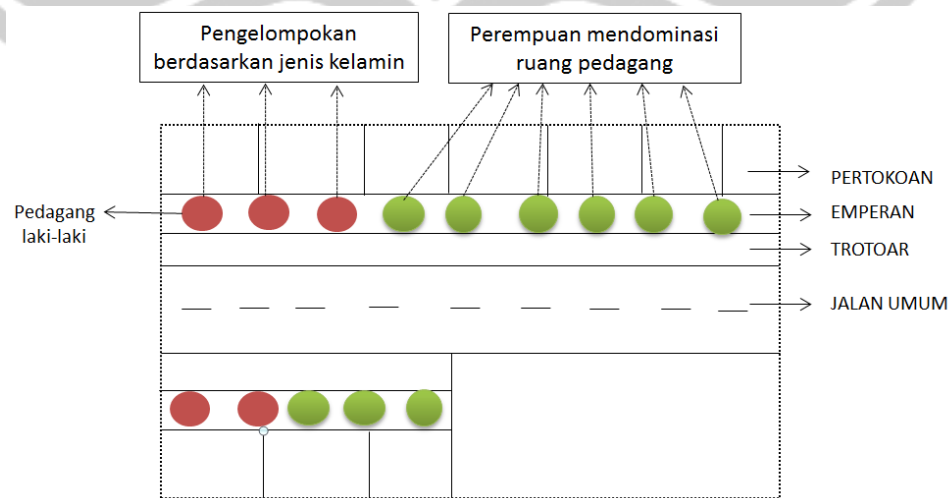 Pengelompokan
berdasarkan jenis kelamin
Perempuan mendominasi
ruang pedagang
PERTOKOAN
Pedagang
laki-laki
EMPERAN
TROTOAR
JALAN UMUM